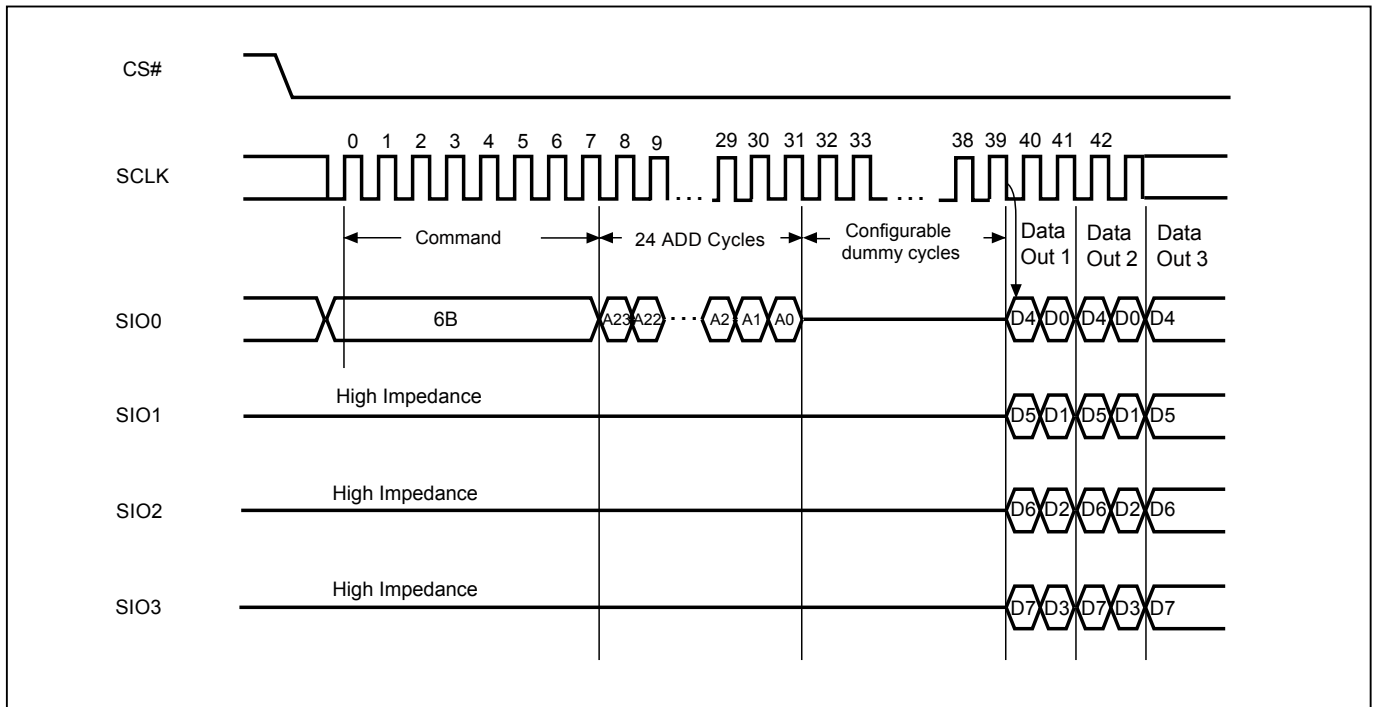 CS#
0 1 2 3 4 5 6 7 8 9 29 30 31 32 33 38 39 40 41 42
SCLK
. . . . . .
Command 24 ADD Cycles Configurable dummy cycles Data Out 1 Data Out 2 Data Out 3
SIO0 6B A23 A22 . . . A2 A1 A0 D4 D0 D4 D0 D4
High Impedance
SIO1 D5 D1 D5 D1 D5
High Impedance
SIO2 D6 D2 D6 D2 D6
High Impedance
SIO3 D7 D3 D7 D3 D7